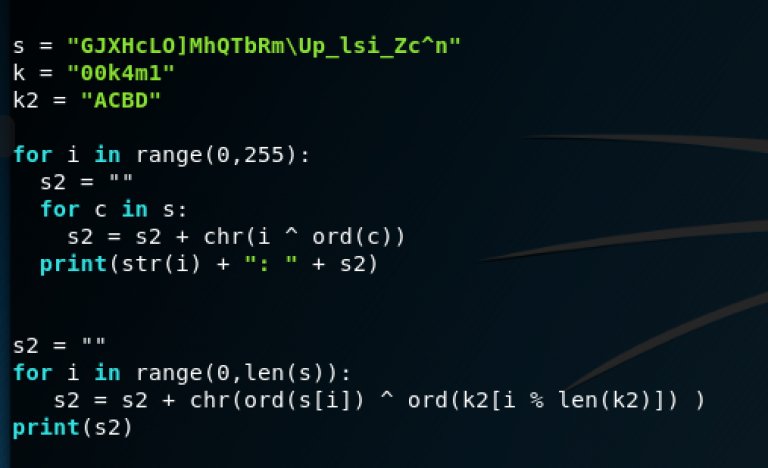 s = "GJXHcLO]MhQTbRm\Up_lsi_Zc^n"
k = "00k4m1"
k2 = "ACBD"
for i in range(0,255):
  s2 = ""
  for c in s:
    s2 = s2 + chr(i ^ ord(c))
  print(str(i) + ": " + s2)
s2 = ""
for i in range(0,len(s)):
   s2 = s2 + chr(ord(s[i]) ^ ord(k2[i % len(k2)]) )
print(s2)